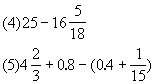 (4) 25 − 16 5/18
(5) 4 2/3 + 0.8 − (0.4 + 1/15)